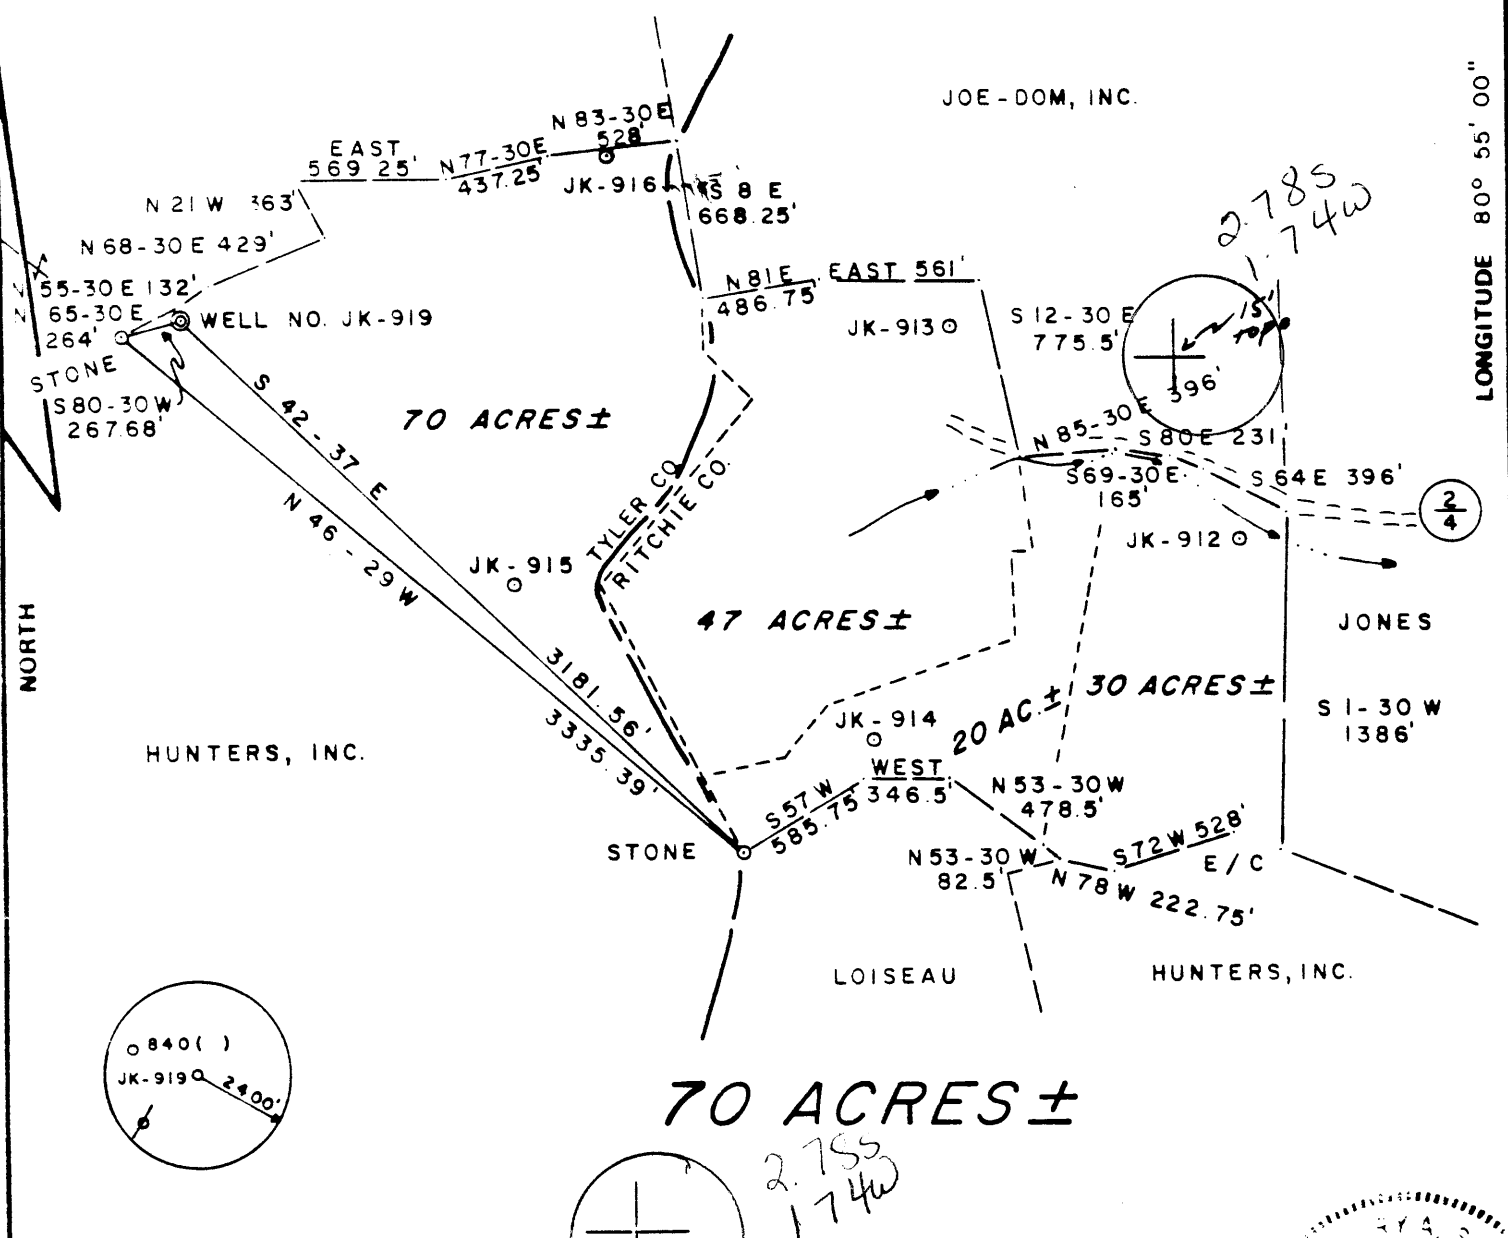 JOE-DOM, INC.
LONGITUDE 80° 55' 00"
N 83-30 E
528'
EAST
569.25'
N 77-30 E
437.25'
JK-916
S 8 E
668.25'
N 21 W 363'
N 68-30 E 429'
N 55-30 E 132'
N 65-30 E
264'
WELL NO. JK-919
STONE
S 80-30 W
267.68'
N 81 E
486.75'
EAST 561'
JK-913
S 12-30 E
775.5'
2.78S
1.74W
15'
topo
N 85-30 E 396'
S 80 E 231
S 69-30 E
165'
S 64 E 396'
2
4
JK-912
70 ACRES±
S 42-37 E
3181.56'
N 46-29 W
3335.39'
TYLER CO.
RITCHIE CO.
JK-915
47 ACRES±
JONES
30 ACRES±
20 AC.±
S 1-30 W
1386'
NORTH
HUNTERS, INC.
JK-914
WEST
346.5'
S 57 W
585.75'
N 53-30 W
478.5'
STONE
N 53-30 W
82.5'
S 72 W 528'
E/C
N 78 W 222.75'
LOISEAU
HUNTERS, INC.
840( )
JK-919
2400'
70 ACRES±
2.78S
1.74W